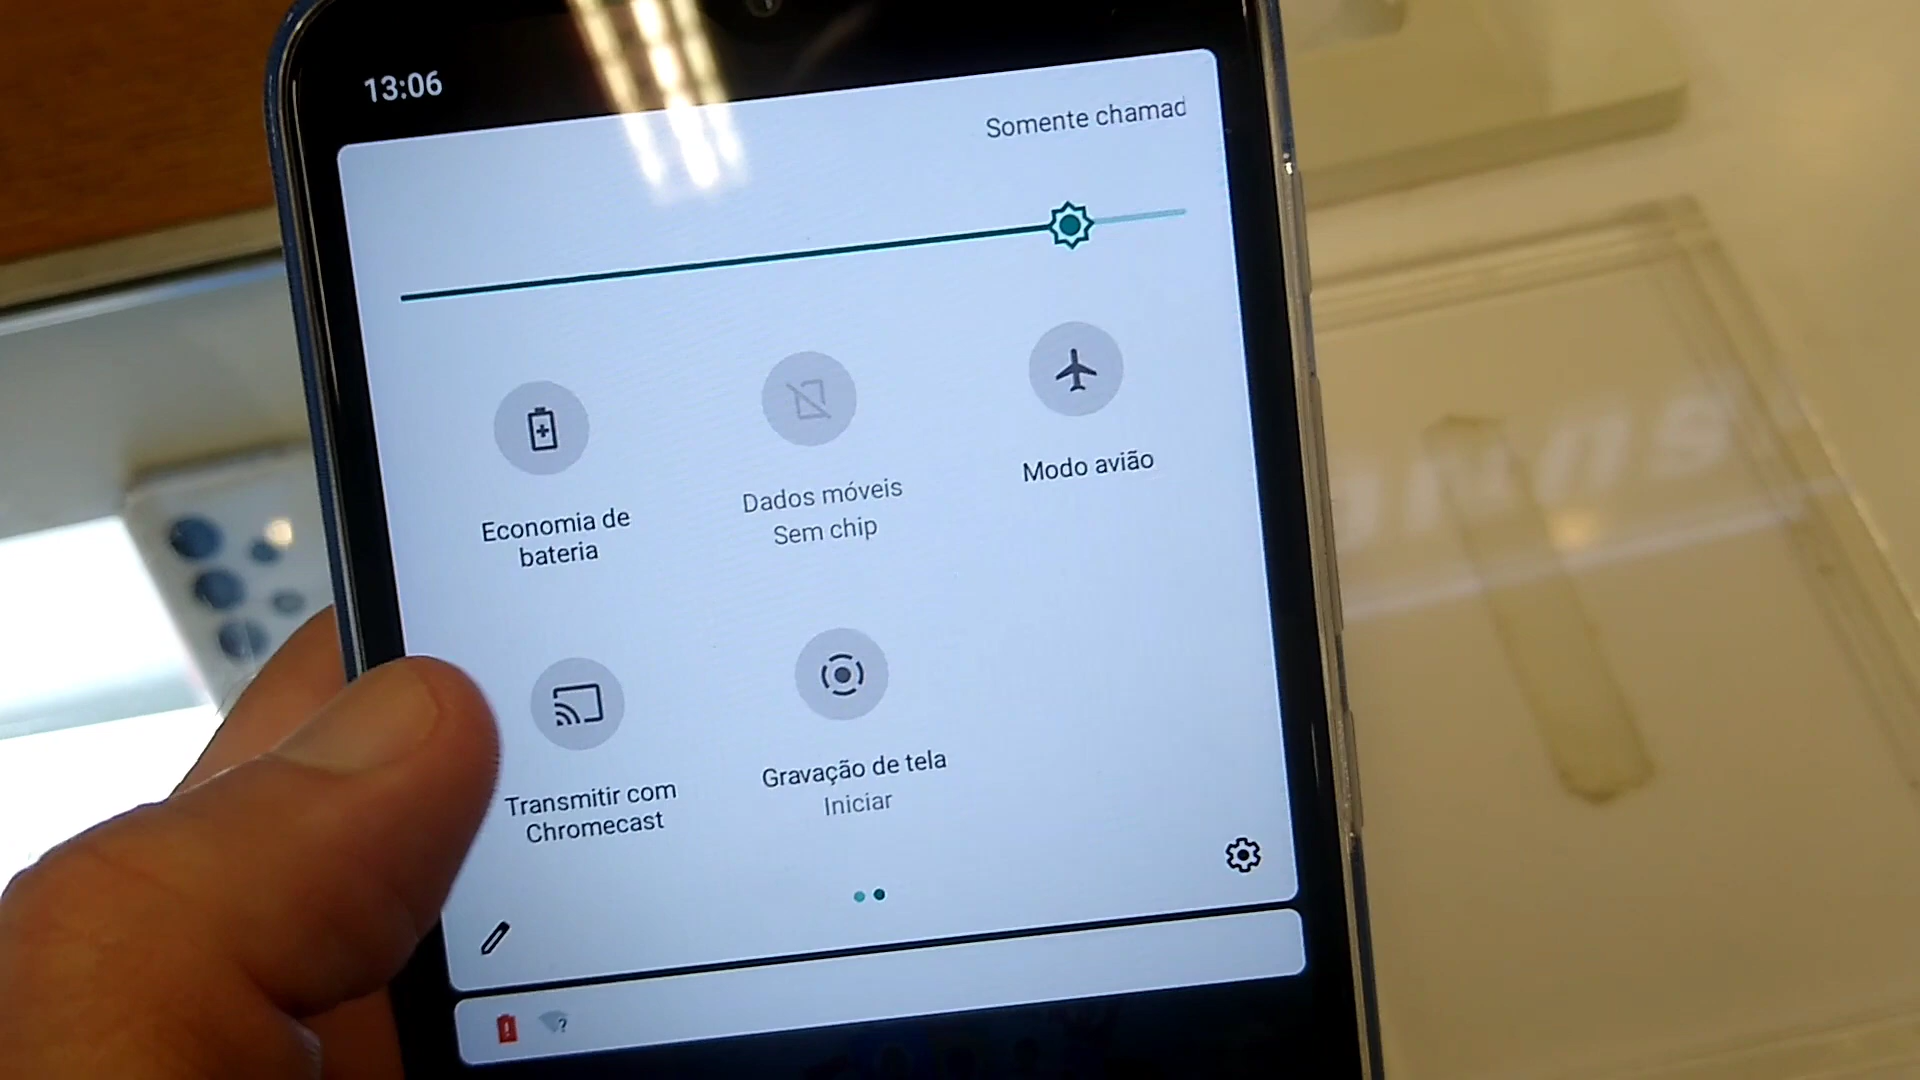 13:06
Somente chamad
Economia de
bateria
Dados móveis
Sem chip
Modo avião
Transmitir com
Chromecast
Gravação de tela
Iniciar